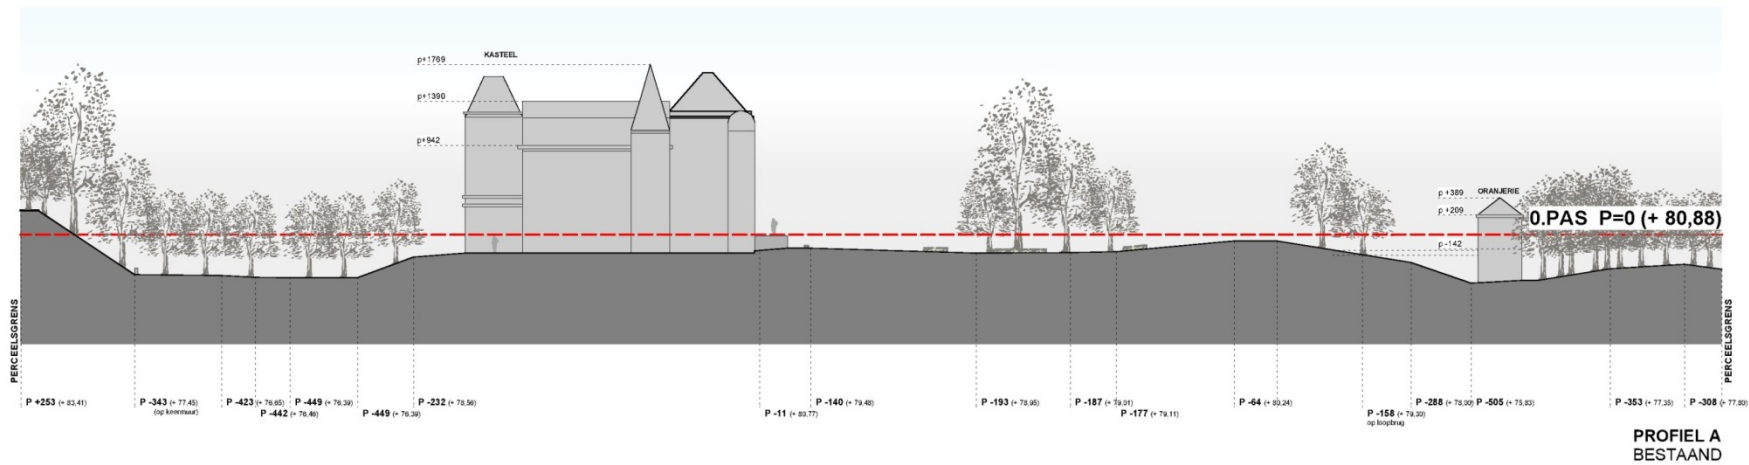 KASTEEL
p+1769
p+1390
p+942
p +389
ORANJERIE
p +209
0.PAS P=0 (+ 80,88)
p -142
PERCEELSGRENS
PERCEELSGRENS
P +253 (+ 83,41)
P -343 (+ 77,45)
(op keermuur)
P -423 (+ 76,65)
P -442 (+ 76,46)
P -449 (+ 76,39)
P -449 (+ 76,39)
P -232 (+ 78,56)
P -11 (+ 80,77)
P -140 (+ 79,48)
P -193 (+ 78,95)
P -187 (+ 79,01)
P -177 (+ 79,11)
P -64 (+ 80,24)
P -158 (+ 79,30)
op loopbrug
P -288 (+ 78,00)
P -505 (+ 75,83)
P -353 (+ 77,35)
P -308 (+ 77,80)
PROFIEL A
BESTAAND